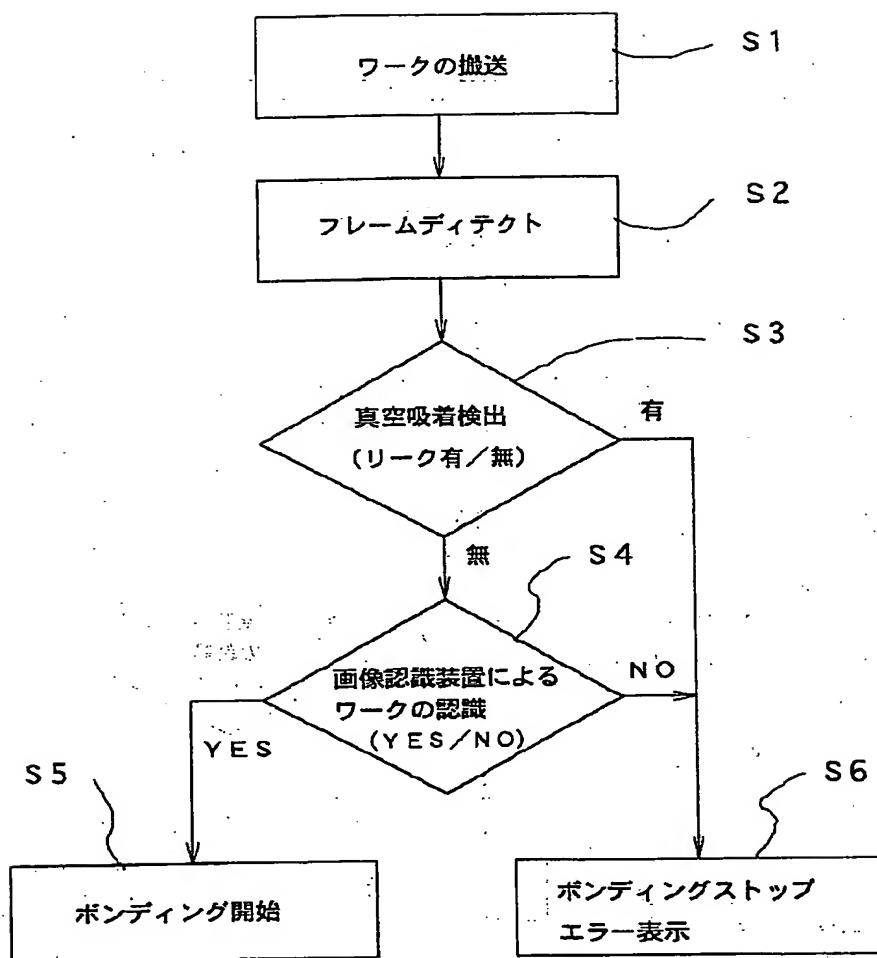 ワークの搬送
S1
フレームディテクト
S2
S3
真空吸着検出
(リーク有/無)
有
無
S4
画像認識装置による
ワークの認識
(YES/NO)
NO
YES
S5
S6
ボンディング開始
ボンディングストップ
エラー表示